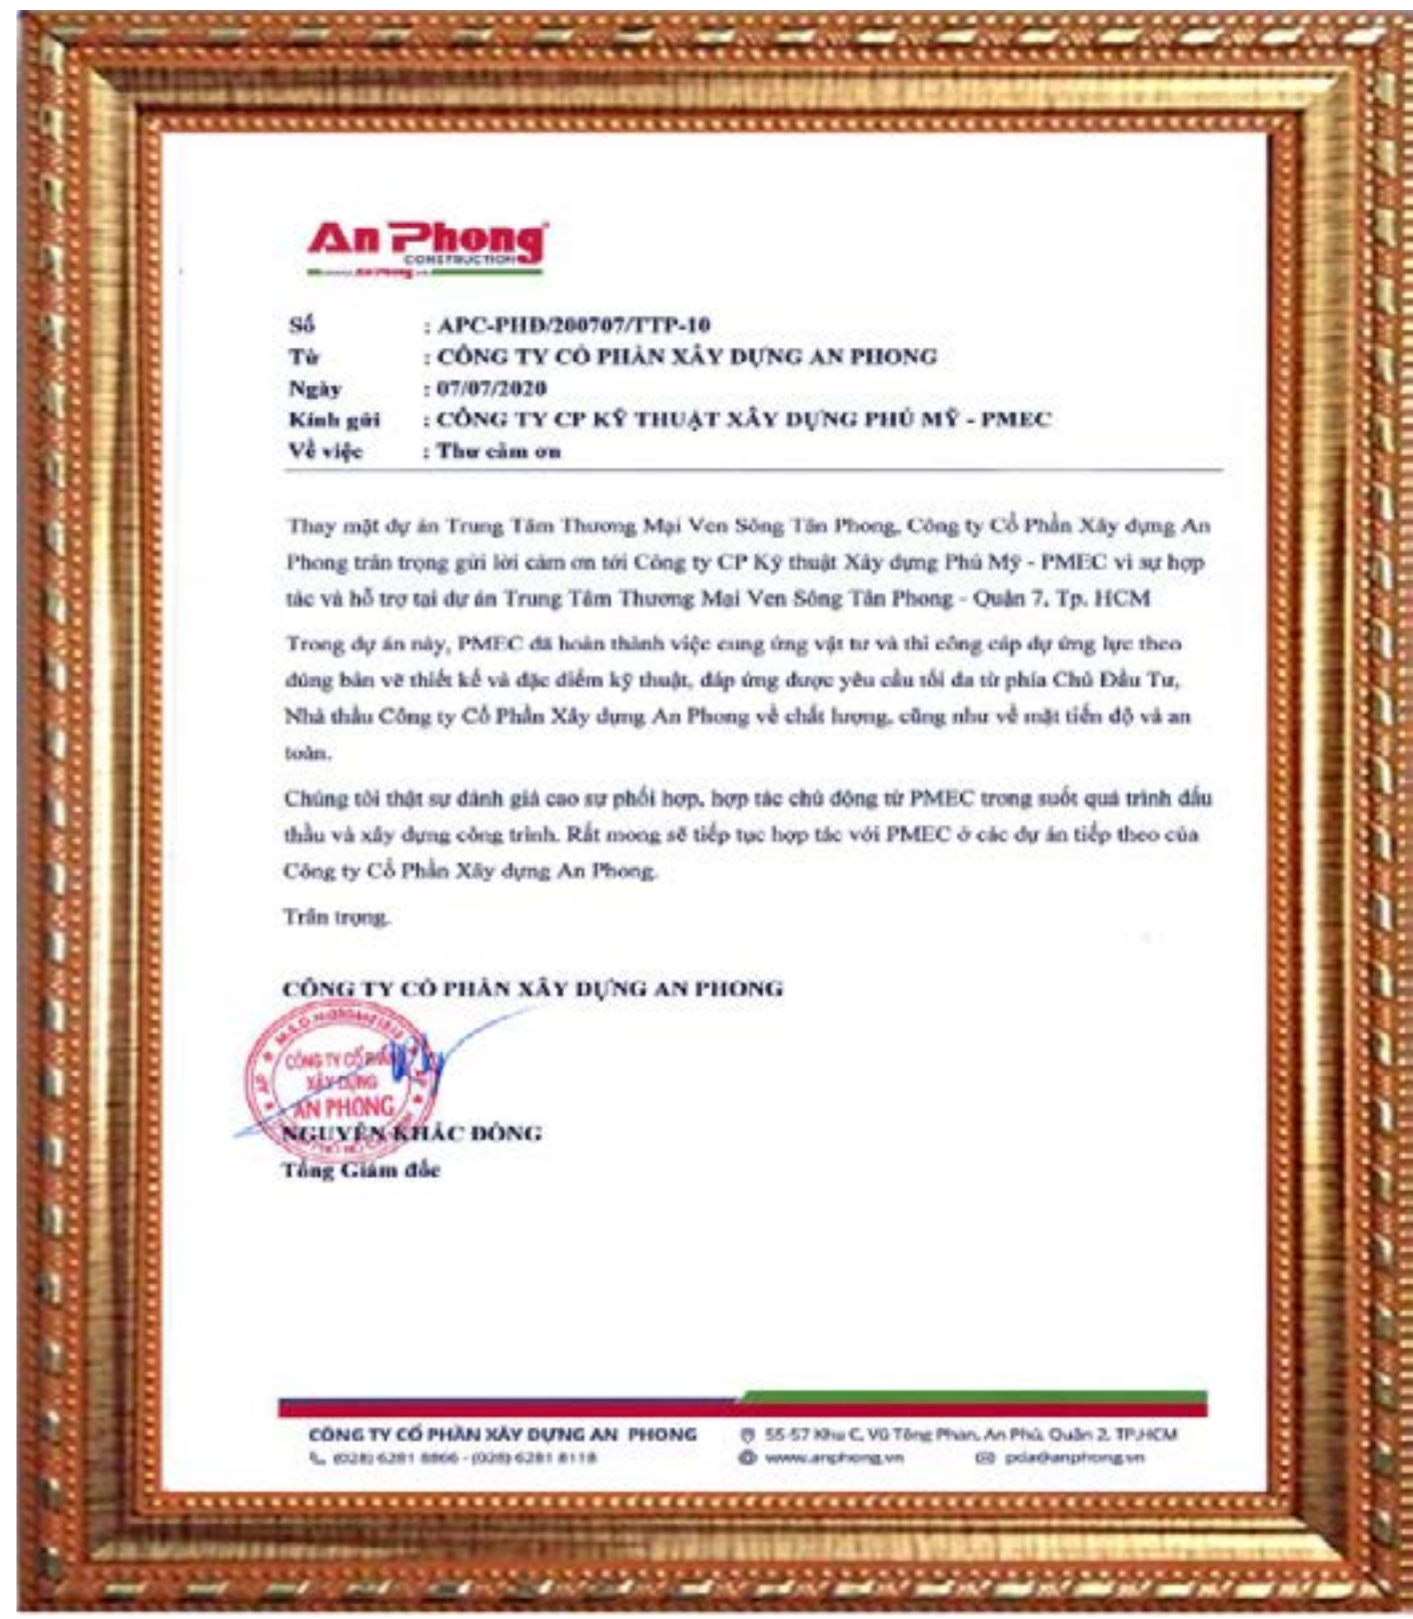 An Phong
CONSTRUCTION
Số : APC-PHĐ/200707/TTP-10
Từ : CÔNG TY CỔ PHẦN XÂY DỰNG AN PHONG
Ngày : 07/07/2020
Kính gửi : CÔNG TY CP KỸ THUẬT XÂY DỰNG PHÚ MỸ - PMEC
Về việc : Thư cảm ơn
Thay mặt dự án Trung Tâm Thương Mại Ven Sông Tân Phong, Công ty Cổ Phần Xây dựng An
Phong trân trọng gửi lời cảm ơn tới Công ty CP Kỹ thuật Xây dựng Phú Mỹ - PMEC vì sự hợp
tác và hỗ trợ tại dự án Trung Tâm Thương Mại Ven Sông Tân Phong - Quận 7, Tp. HCM
Trong dự án này, PMEC đã hoàn thành việc cung ứng vật tư và thi công cáp dự ứng lực theo
đúng bản vẽ thiết kế và đặc điểm kỹ thuật, đáp ứng được yêu cầu tối đa từ phía Chủ Đầu Tư,
Nhà thầu Công ty Cổ Phần Xây dựng An Phong về chất lượng, cũng như về mặt tiến độ và an
toàn.
Chúng tôi thật sự đánh giá cao sự phối hợp, hợp tác chủ động từ PMEC trong suốt quá trình đấu
thầu và xây dựng công trình. Rất mong sẽ tiếp tục hợp tác với PMEC ở các dự án tiếp theo của
Công ty Cổ Phần Xây dựng An Phong.
Trân trọng.
CÔNG TY CỔ PHẦN XÂY DỰNG AN PHONG
CÔNG TY CỔ PHẦN
XÂY DỰNG
AN PHONG
NGUYỄN KHẮC ĐỒNG
Tổng Giám đốc
CÔNG TY CỔ PHẦN XÂY DỰNG AN PHONG
(028) 6281 8866 - (028) 6281 8118
55-57 Khu C, Vũ Tông Phan, An Phú, Quận 2, TP.HCM
www.anphong.vn